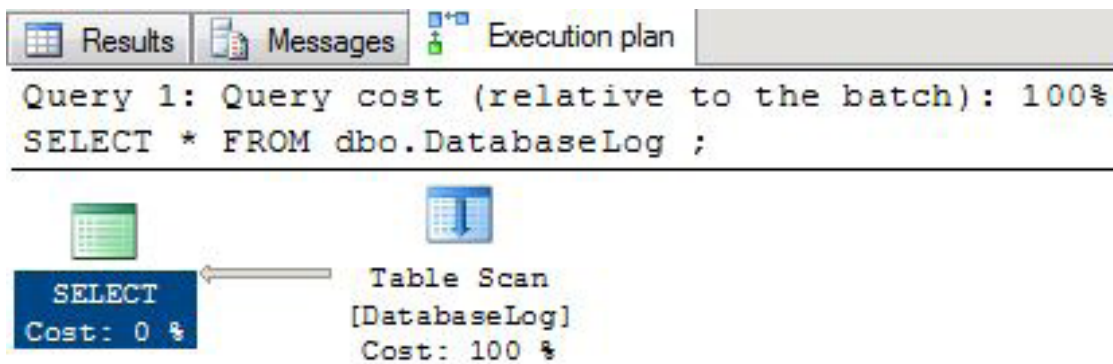 Results Messages Execution plan
Query 1: Query cost (relative to the batch): 100%
SELECT * FROM dbo.DatabaseLog ;
SELECT
Cost: 0 %
Table Scan
[DatabaseLog]
Cost: 100 %